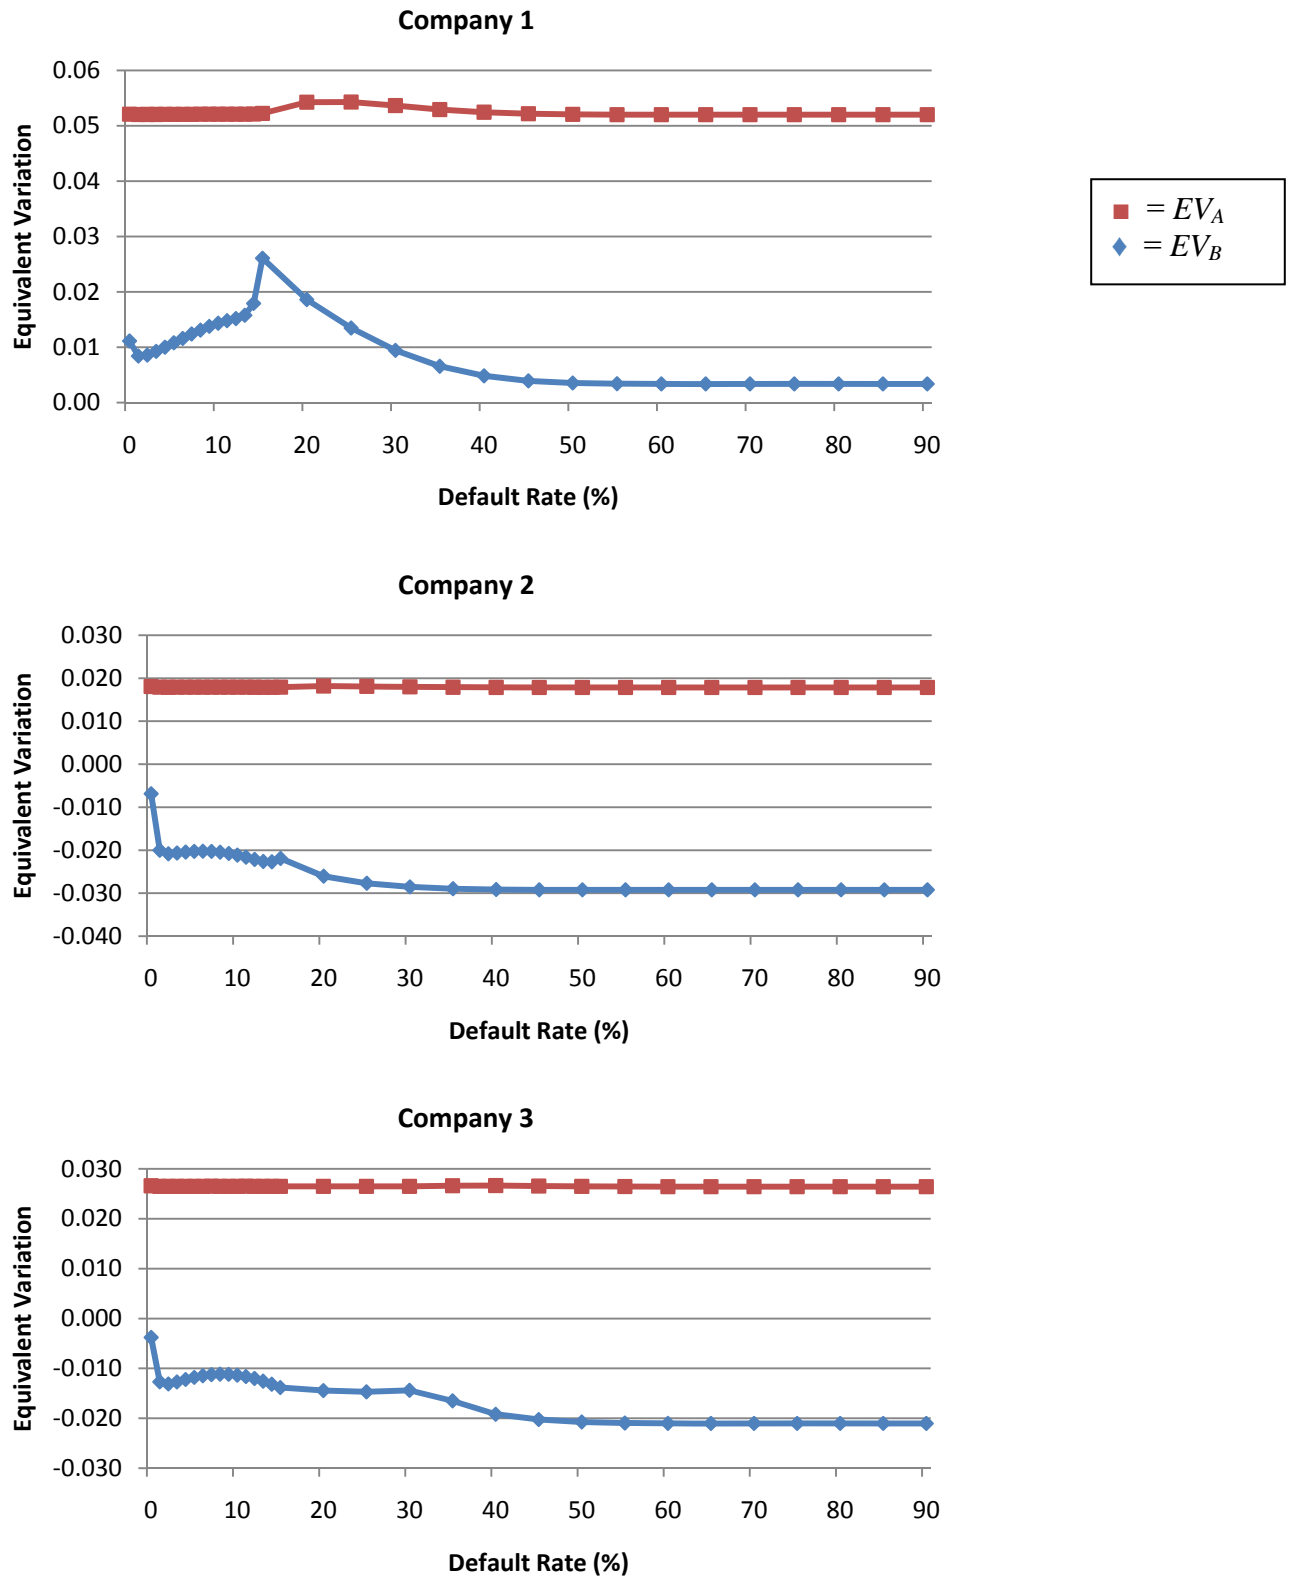 Company 1
Equivalent Variation
0.06
0.05
0.04
0.03
0.02
0.01
0.00
0 10 20 30 40 50 60 70 80 90
Default Rate (%)
= EV_A
= EV_B
Company 2
Equivalent Variation
0.030
0.020
0.010
0.000
-0.010
-0.020
-0.030
-0.040
0 10 20 30 40 50 60 70 80 90
Default Rate (%)
Company 3
Equivalent Variation
0.030
0.020
0.010
0.000
-0.010
-0.020
-0.030
0 10 20 30 40 50 60 70 80 90
Default Rate (%)